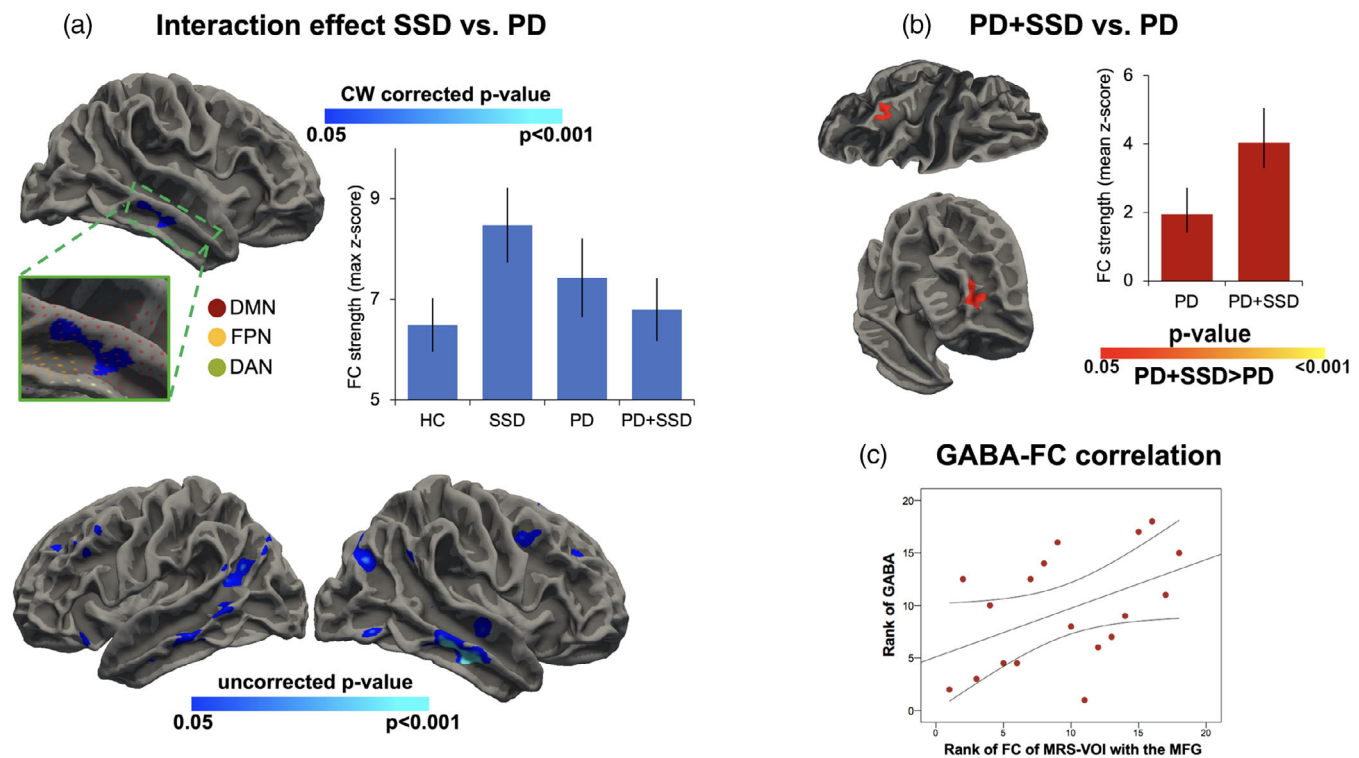 (a) Interaction effect SSD vs. PD
CW corrected p-value
0.05 p<0.001
DMN
FPN
DAN
FC strength (max z-score)
9
7
5
HC SSD PD PD+SSD
uncorrected p-value
0.05 p<0.001
(b) PD+SSD vs. PD
FC strength (mean z-score)
6
4
2
0
PD PD+SSD
p-value
0.05 <0.001
PD+SSD>PD
(c) GABA-FC correlation
Rank of GABA
20
15
10
5
0
0 5 10 15 20
Rank of FC of MRS-VOI with the MFG